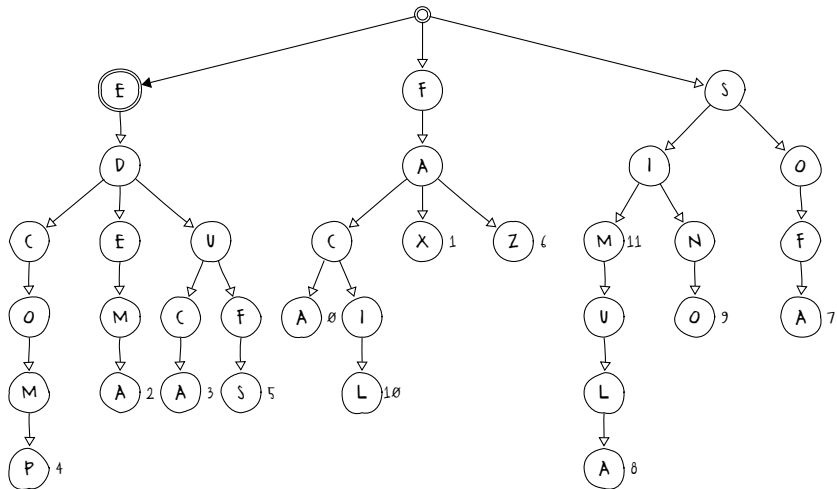 E F S
D A I O
C E U C X 1 Z 6 M 11 N F
O M C F A 0 I U O 9 A 7
M A 2 A 3 S 5 L 10 L
P 4 A 8